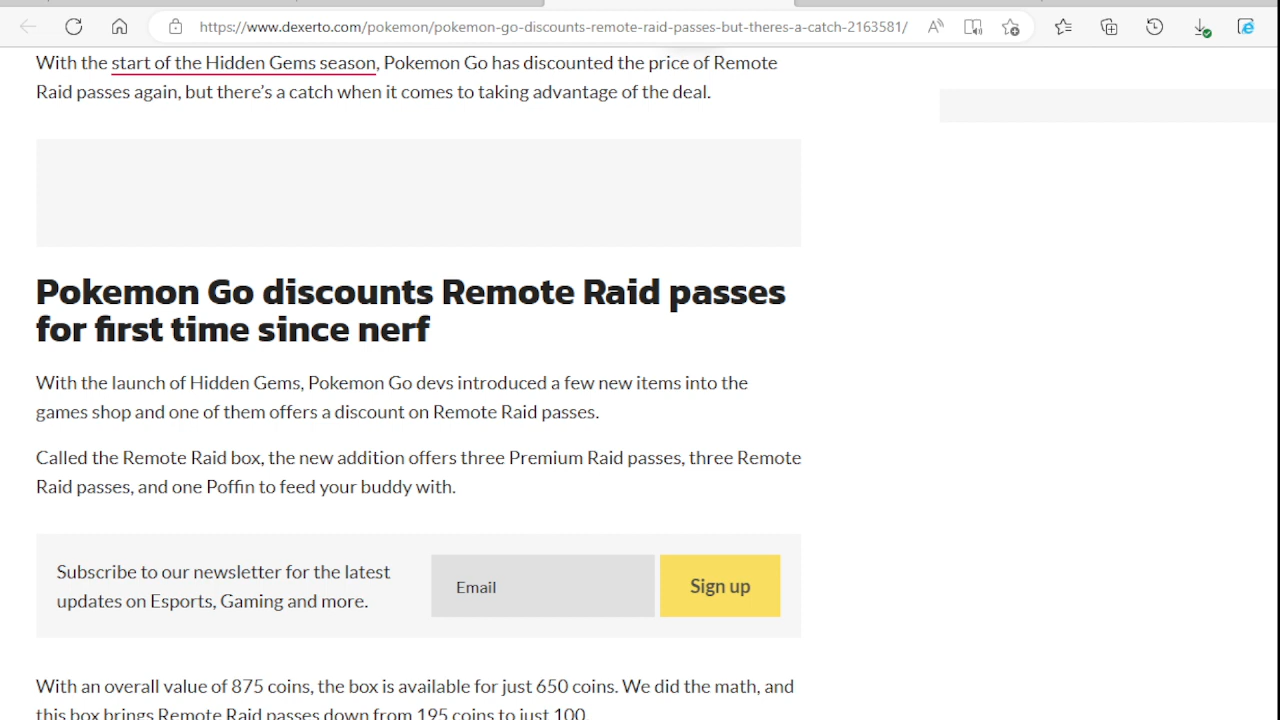 https://www.dexerto.com/pokemon/pokemon-go-discounts-remote-raid-passes-but-theres-a-catch-2163581/
With the start of the Hidden Gems season, Pokemon Go has discounted the price of Remote
Raid passes again, but there's a catch when it comes to taking advantage of the deal.
Pokemon Go discounts Remote Raid passes
for first time since nerf
With the launch of Hidden Gems, Pokemon Go devs introduced a few new items into the
games shop and one of them offers a discount on Remote Raid passes.
Called the Remote Raid box, the new addition offers three Premium Raid passes, three Remote
Raid passes, and one Poffin to feed your buddy with.
Subscribe to our newsletter for the latest
updates on Esports, Gaming and more.
Email
Sign up
With an overall value of 875 coins, the box is available for just 650 coins. We did the math, and
this box brings Remote Raid passes down from 195 coins to just 100.